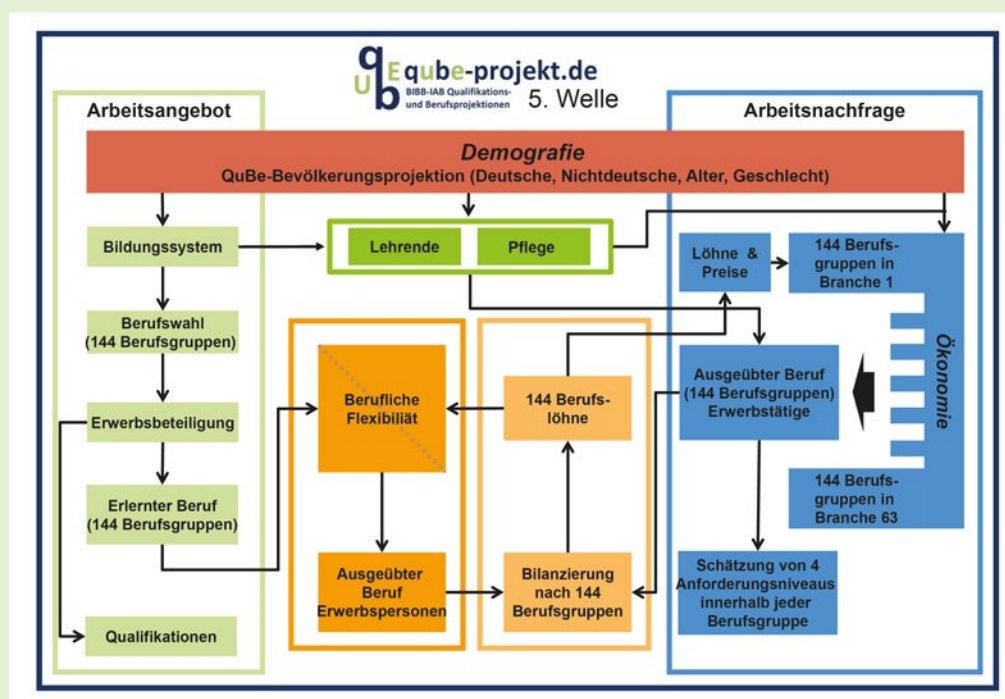 qube-projekt.de
BIBB-IAB Qualifikations-
und Berufsprojektionen
5. Welle
Arbeitsangebot
Arbeitsnachfrage
Demografie
QuBe-Bevölkerungsprojektion (Deutsche, Nichtdeutsche, Alter, Geschlecht)
Bildungssystem
Lehrende
Pflege
Löhne &
Preise
144 Berufs-
gruppen in
Branche 1
Berufswahl
(144 Berufsgruppen)
Berufliche
Flexibiliät
144 Berufs-
löhne
Ausgeübter Beruf
(144 Berufsgruppen)
Erwerbstätige
Ökonomie
Erwerbsbeteiligung
Erlernter Beruf
(144 Berufsgruppen)
144 Berufs-
gruppen in
Branche 63
Ausgeübter
Beruf
Erwerbspersonen
Bilanzierung
nach 144
Berufsgruppen
Schätzung von 4
Anforderungsniveaus
innerhalb jeder
Berufsgruppe
Qualifikationen